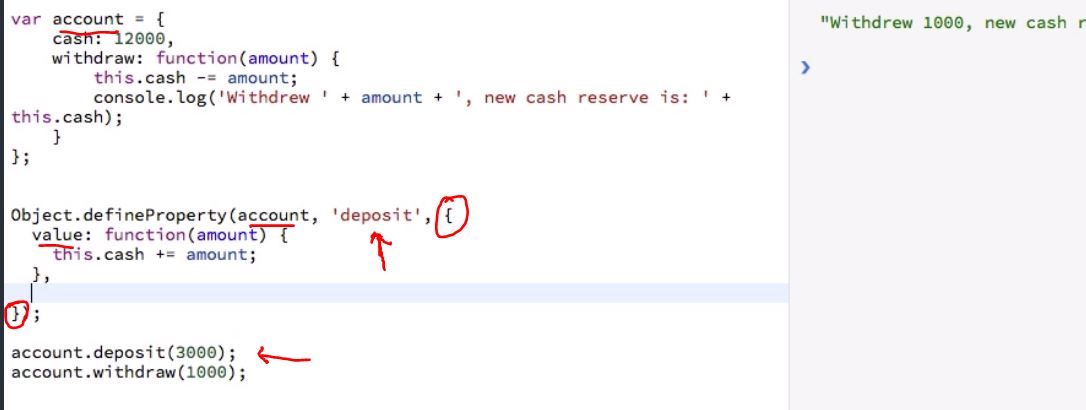 var account = {
    cash: 12000,
    withdraw: function(amount) {
        this.cash -= amount;
        console.log('Withdrew ' + amount + ', new cash reserve is: ' +
this.cash);
    }
};
Object.defineProperty(account, 'deposit', {
  value: function(amount) {
    this.cash += amount;
  },
});
account.deposit(3000);
account.withdraw(1000);
"Withdrew 1000, new cash r